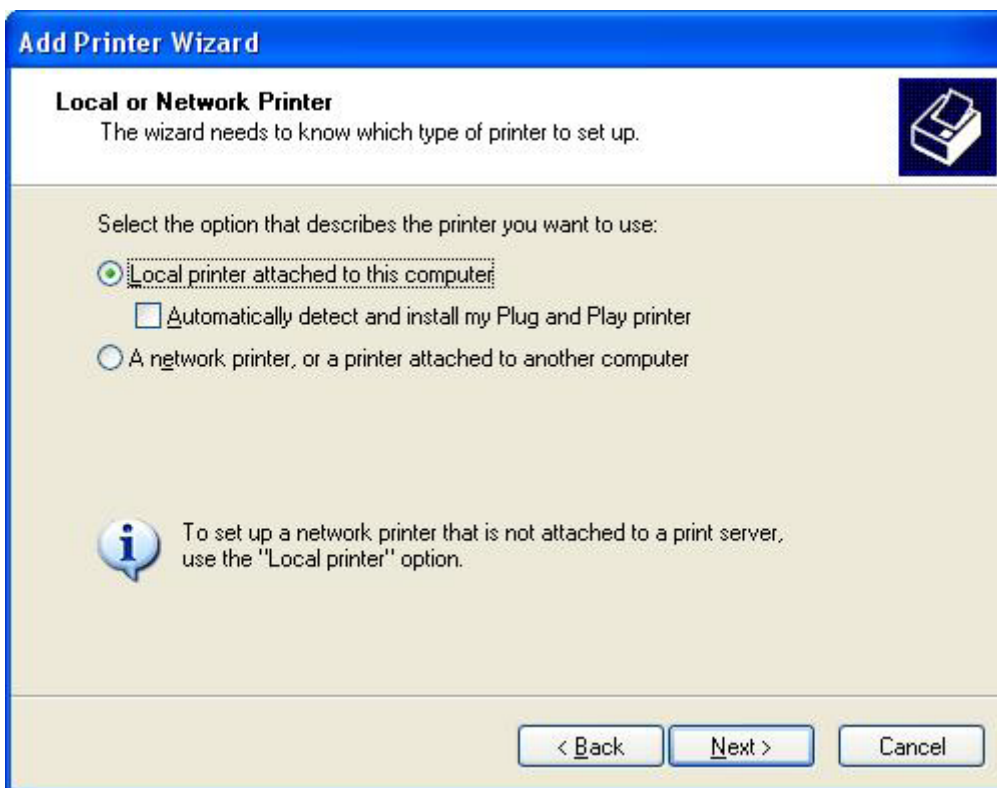 Add Printer Wizard
Local or Network Printer
The wizard needs to know which type of printer to set up.
Select the option that describes the printer you want to use:
Local printer attached to this computer
Automatically detect and install my Plug and Play printer
A network printer, or a printer attached to another computer
To set up a network printer that is not attached to a print server,
use the "Local printer" option.
< Back Next > Cancel